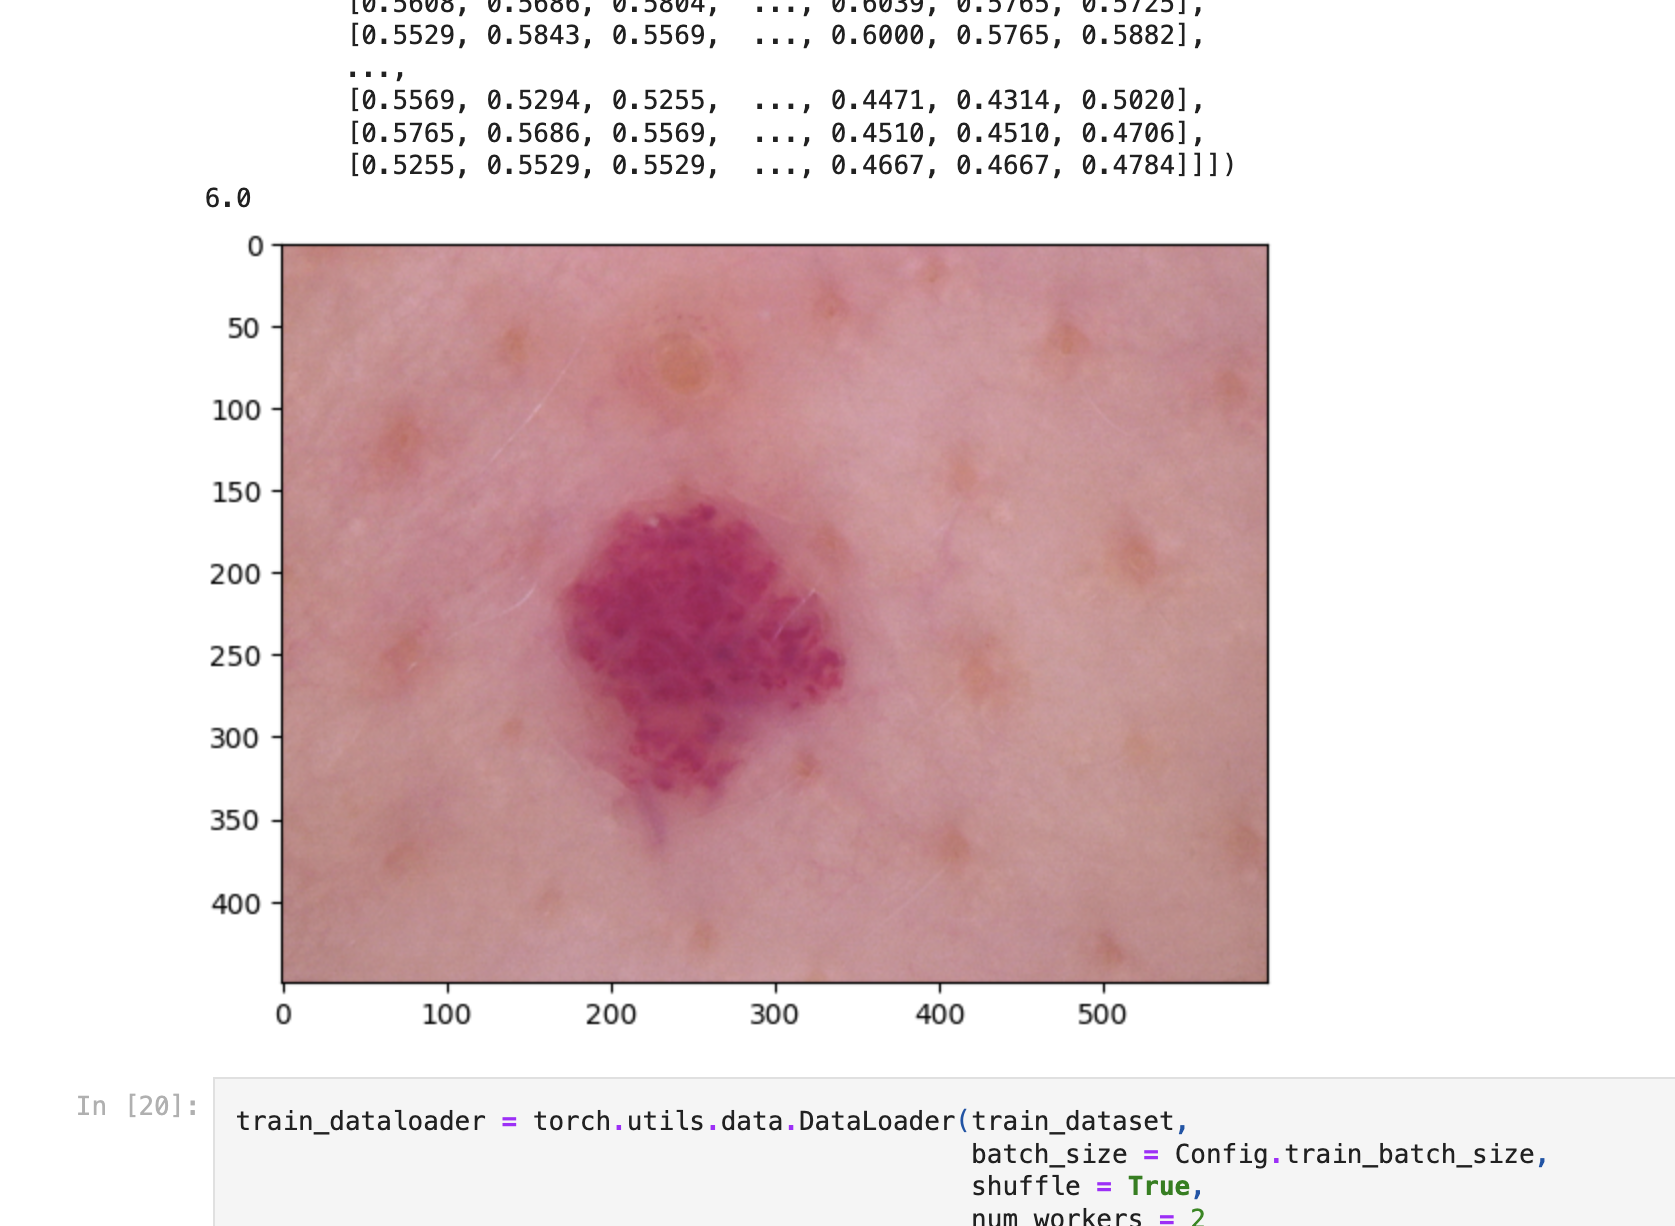 [0.5608, 0.5686, 0.5804,  ..., 0.6039, 0.5765, 0.5725],
[0.5529, 0.5843, 0.5569,  ..., 0.6000, 0.5765, 0.5882],
...,
[0.5569, 0.5294, 0.5255,  ..., 0.4471, 0.4314, 0.5020],
[0.5765, 0.5686, 0.5569,  ..., 0.4510, 0.4510, 0.4706],
[0.5255, 0.5529, 0.5529,  ..., 0.4667, 0.4667, 0.4784]]])
6.0
0
50
100
150
200
250
300
350
400
0 100 200 300 400 500
In [20]:
train_dataloader = torch.utils.data.DataLoader(train_dataset,
batch_size = Config.train_batch_size,
shuffle = True,
num_workers = 2